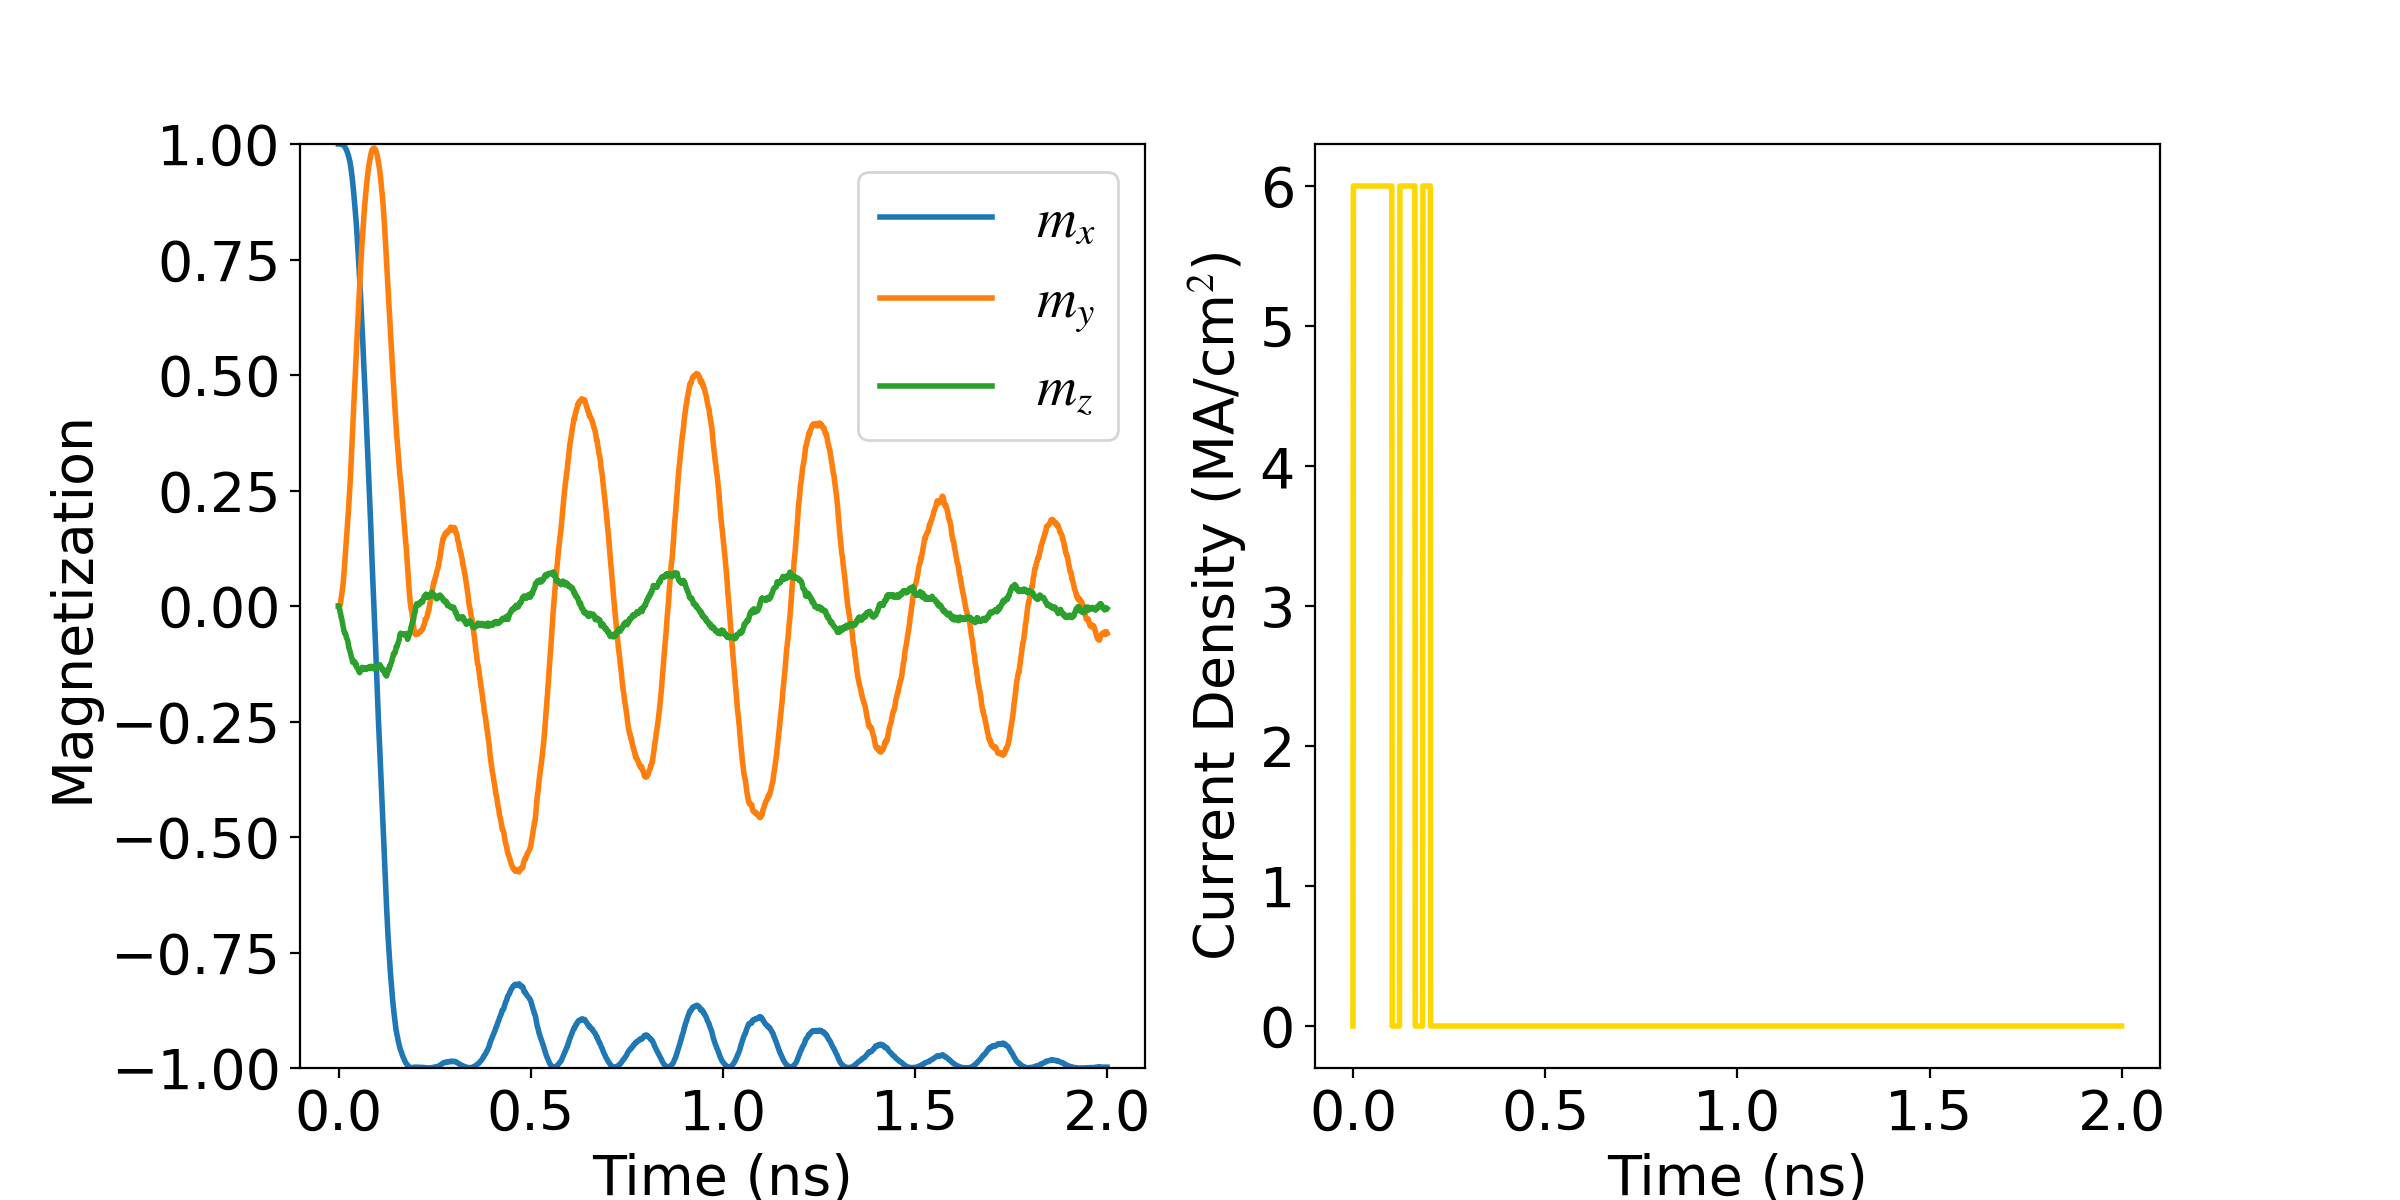 Magnetization
1.00
0.75
0.50
0.25
0.00
−0.25
−0.50
−0.75
−1.00
0.0 0.5 1.0 1.5 2.0
Time (ns)
m_x
m_y
m_z
Current Density (MA/cm²)
6
5
4
3
2
1
0
0.0 0.5 1.0 1.5 2.0
Time (ns)